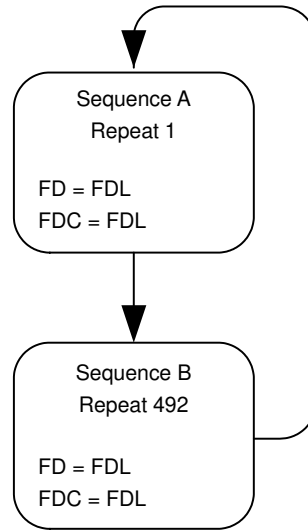 Sequence A
Repeat 1
FD = FDL
FDC = FDL
Sequence B
Repeat 492
FD = FDL
FDC = FDL